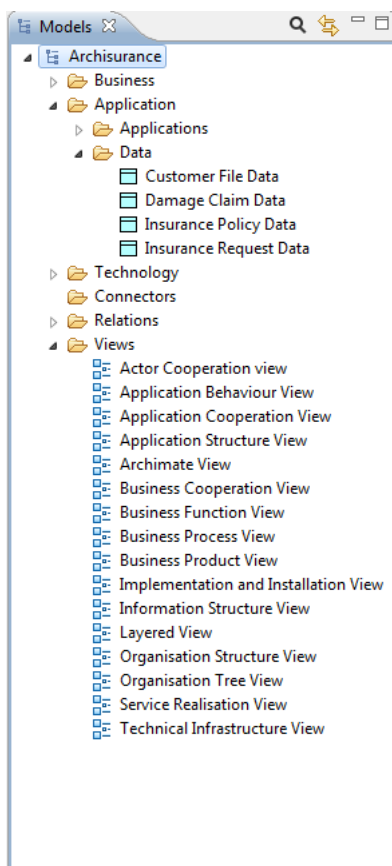 Models
Archisurance
Business
Application
Applications
Data
Customer File Data
Damage Claim Data
Insurance Policy Data
Insurance Request Data
Technology
Connectors
Relations
Views
Actor Cooperation view
Application Behaviour View
Application Cooperation View
Application Structure View
Archimate View
Business Cooperation View
Business Function View
Business Process View
Business Product View
Implementation and Installation View
Information Structure View
Layered View
Organisation Structure View
Organisation Tree View
Service Realisation View
Technical Infrastructure View